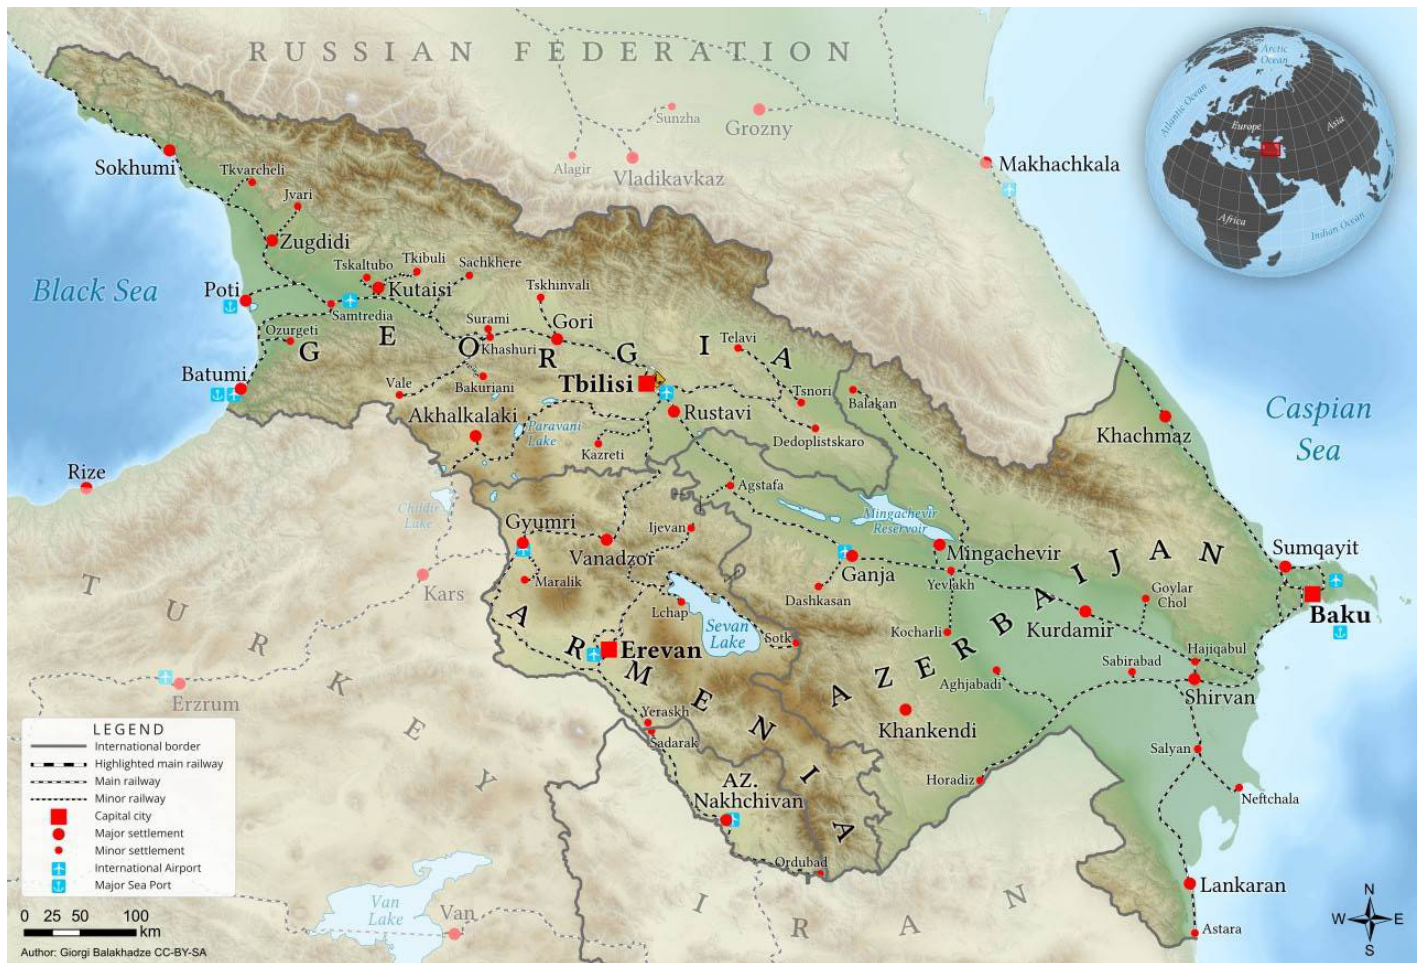 RUSSIAN FEDERATION
Arctic
Ocean
Atlantic Ocean
Europe
Asia
Africa
Indian Ocean
Sunzha
Grozny
Sokhumi
Tkvarcheli
Alagir
Vladikavkaz
Makhachkala
Jvari
Zugdidi
Tskaltubo
Tkibuli
Sachkhere
Black Sea
Poti
Kutaisi
Tskhinvali
Samtredia
Ozurgeti
Surami
Gori
GEORGIA
Khashuri
Telavi
Batumi
Vale
Bakuriani
Tbilisi
Tsnori
Balakan
Caspian
Sea
Akhalkalaki
Paravani
Lake
Rustavi
Khachmaz
Kazreti
Dedoplistskaro
Rize
Childir
Lake
Agstafa
Mingachevir
Reservoir
Gyumri
Ijevan
Vanadzor
Mingachevir
Sumqayit
Ganja
Yevlakh
Kars
Maralik
Dashkasan
Goylar
Chol
Lchap
Sevan
Lake
Baku
Kurdamir
AZERBAIJAN
TURKEY
ARMENIA
Sotk
Kocharli
Erevan
Hajiqabul
Sabirabad
Aghjabadi
Shirvan
Erzrum
Khankendi
Yeraskh
Sadarak
Salyan
AZ.
Nakhchivan
Horadiz
Neftchala
Ordubad
Lankaran
Van
Lake
Van
IRAN
Astara
LEGEND
International border
Highlighted main railway
Main railway
Minor railway
Capital city
Major settlement
Minor settlement
International Airport
Major Sea Port
0 25 50 100
km
Author: Giorgi Balakhadze CC-BY-SA
N
W E
S